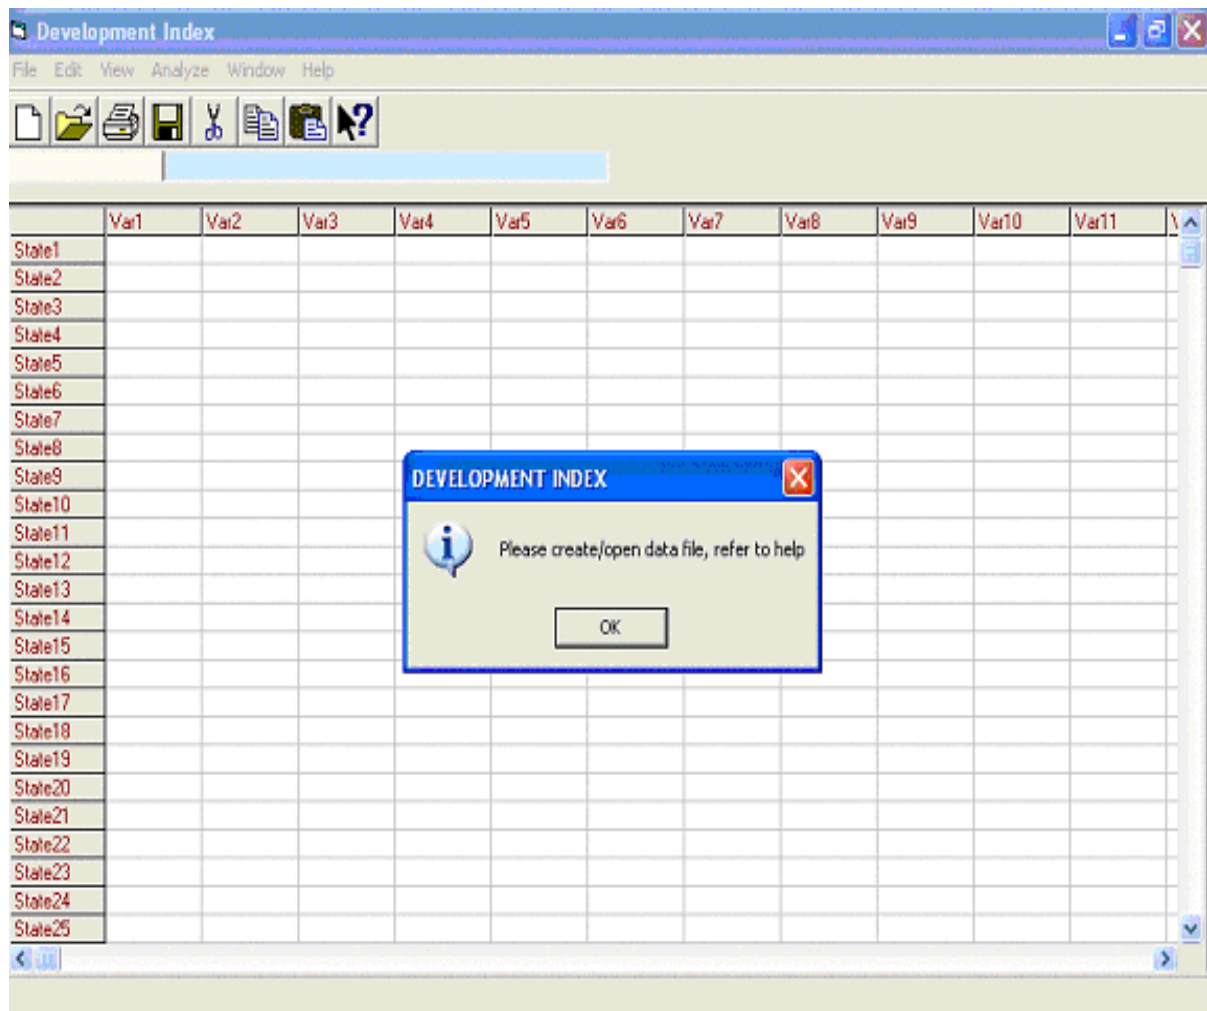 Development Index
File Edit View Analyze Window Help
Var1 Var2 Var3 Var4 Var5 Var6 Var7 Var8 Var9 Var10 Var11
State1
State2
State3
State4
State5
State6
State7
State8
State9
State10
State11
State12
State13
State14
State15
State16
State17
State18
State19
State20
State21
State22
State23
State24
State25
DEVELOPMENT INDEX
Please create/open data file, refer to help
OK